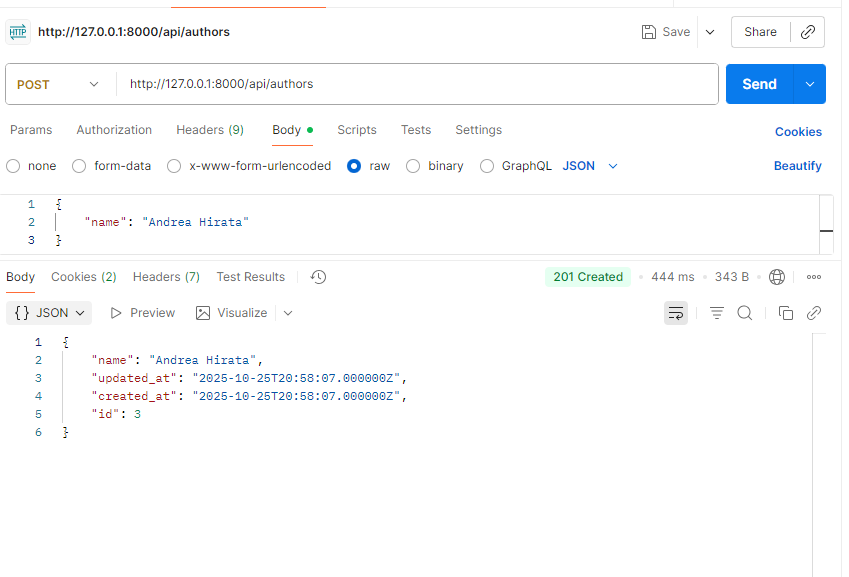 HTTP http://127.0.0.1:8000/api/authors Save Share
POST http://127.0.0.1:8000/api/authors Send
Params Authorization Headers (9) Body Scripts Tests Settings Cookies
none form-data x-www-form-urlencoded raw binary GraphQL JSON Beautify
1 {
2 "name": "Andrea Hirata"
3 }
Body Cookies (2) Headers (7) Test Results 201 Created 444 ms 343 B
{} JSON Preview Visualize
1 {
2 "name": "Andrea Hirata",
3 "updated_at": "2025-10-25T20:58:07.000000Z",
4 "created_at": "2025-10-25T20:58:07.000000Z",
5 "id": 3
6 }